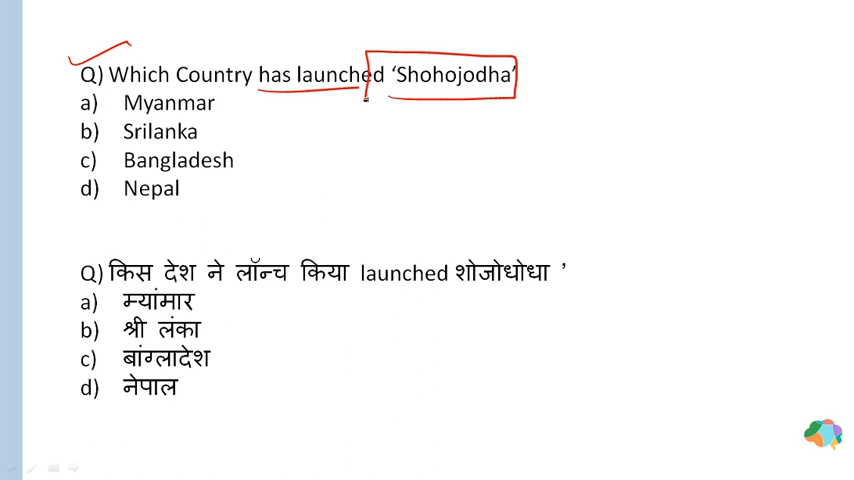 Q) Which Country has launched ‘Shohojodha’
a) Myanmar
b) Srilanka
c) Bangladesh
d) Nepal
Q) किस देश ने लॉन्च किया launched शोजोधोधा ’
a) म्यांमार
b) श्री लंका
c) बांग्लादेश
d) नेपाल